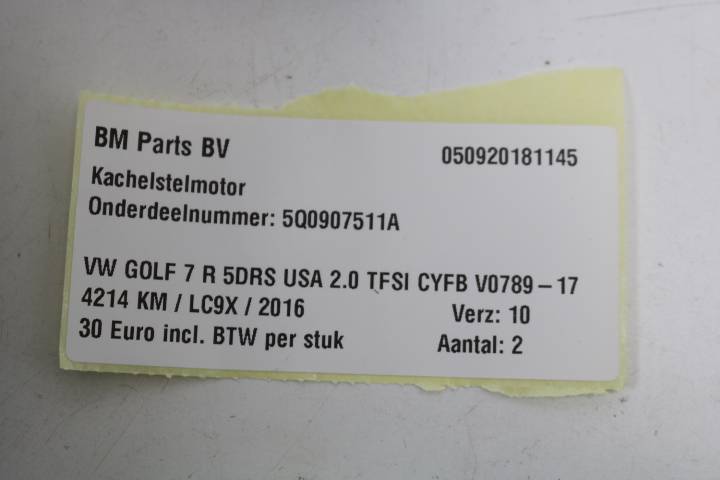 BM Parts BV 050920181145
Kachelstelmotor
Onderdeelnummer: 5Q0907511A
VW GOLF 7 R 5DRS USA 2.0 TFSI CYFB V0789-17
4214 KM / LC9X / 2016 Verz: 10
30 Euro incl. BTW per stuk Aantal: 2